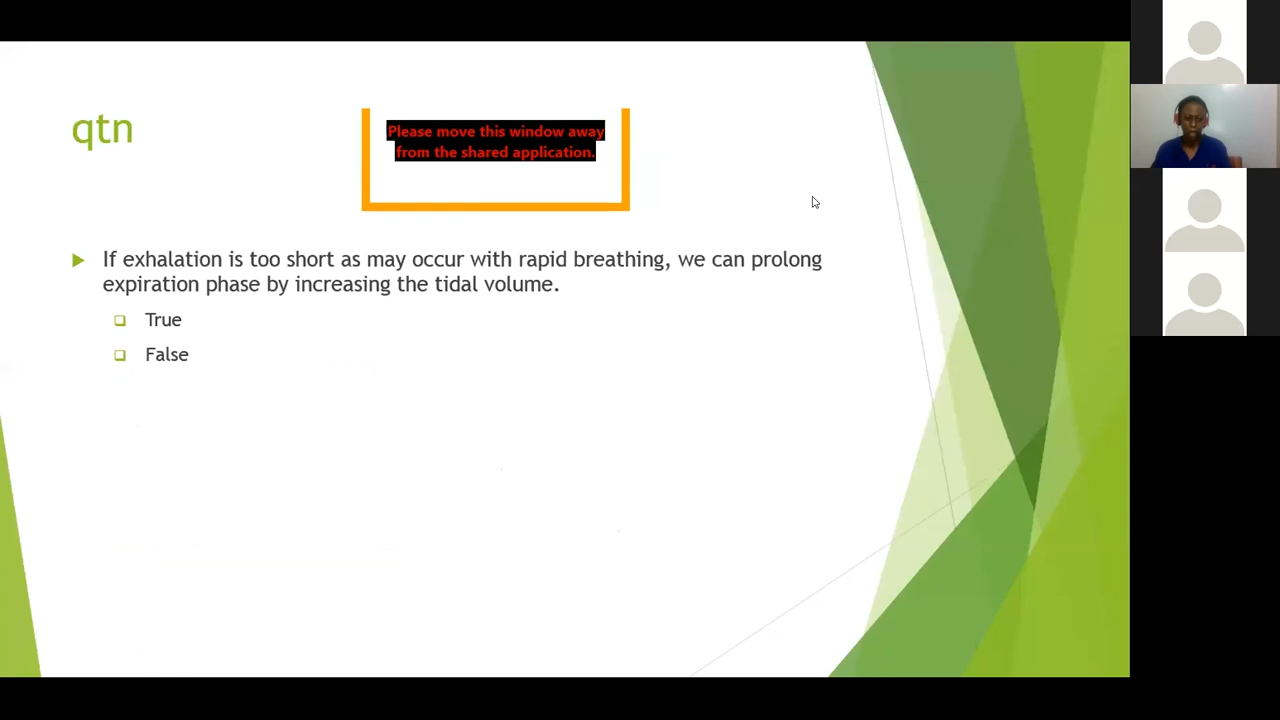 qtn
Please move this window away
from the shared application.
If exhalation is too short as may occur with rapid breathing, we can prolong
expiration phase by increasing the tidal volume.
True
False